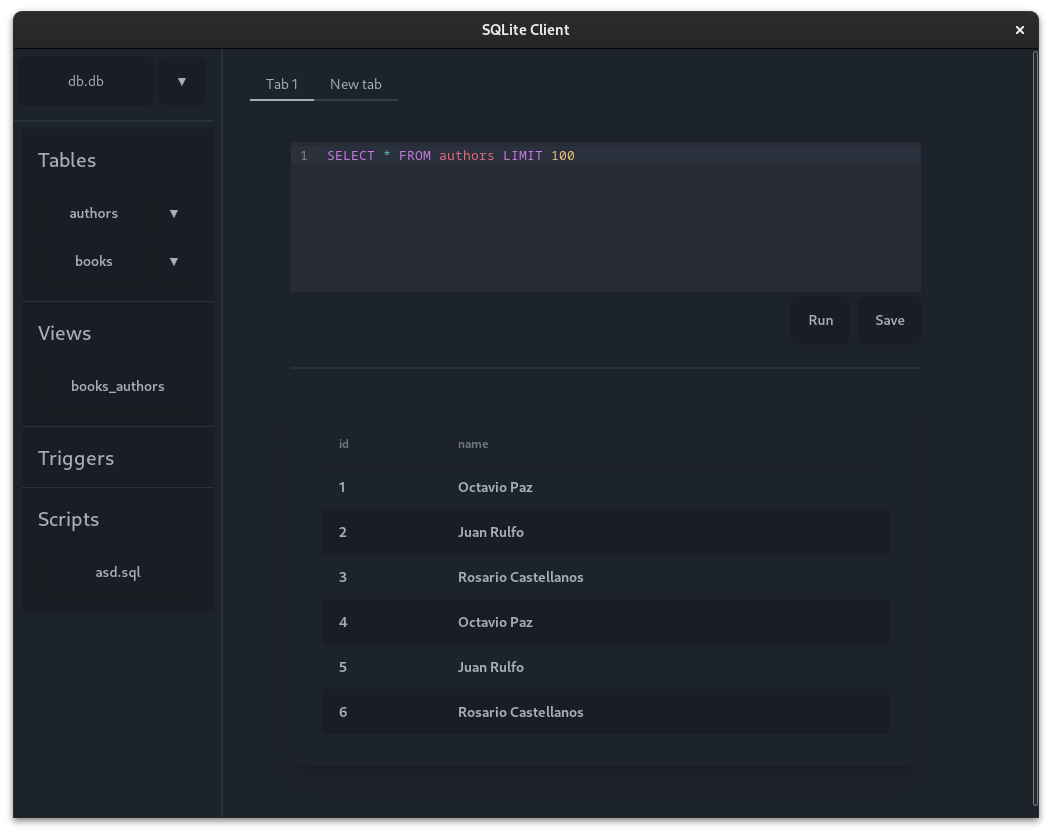 SQLite Client ×
db.db ▼
Tables
authors ▼
books ▼
Views
books_authors
Triggers
Scripts
asd.sql
Tab 1 New tab
1 SELECT * FROM authors LIMIT 100
Run Save
id name
1 Octavio Paz
2 Juan Rulfo
3 Rosario Castellanos
4 Octavio Paz
5 Juan Rulfo
6 Rosario Castellanos